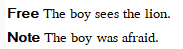 Free The boy sees the lion.
Note The boy was afraid.